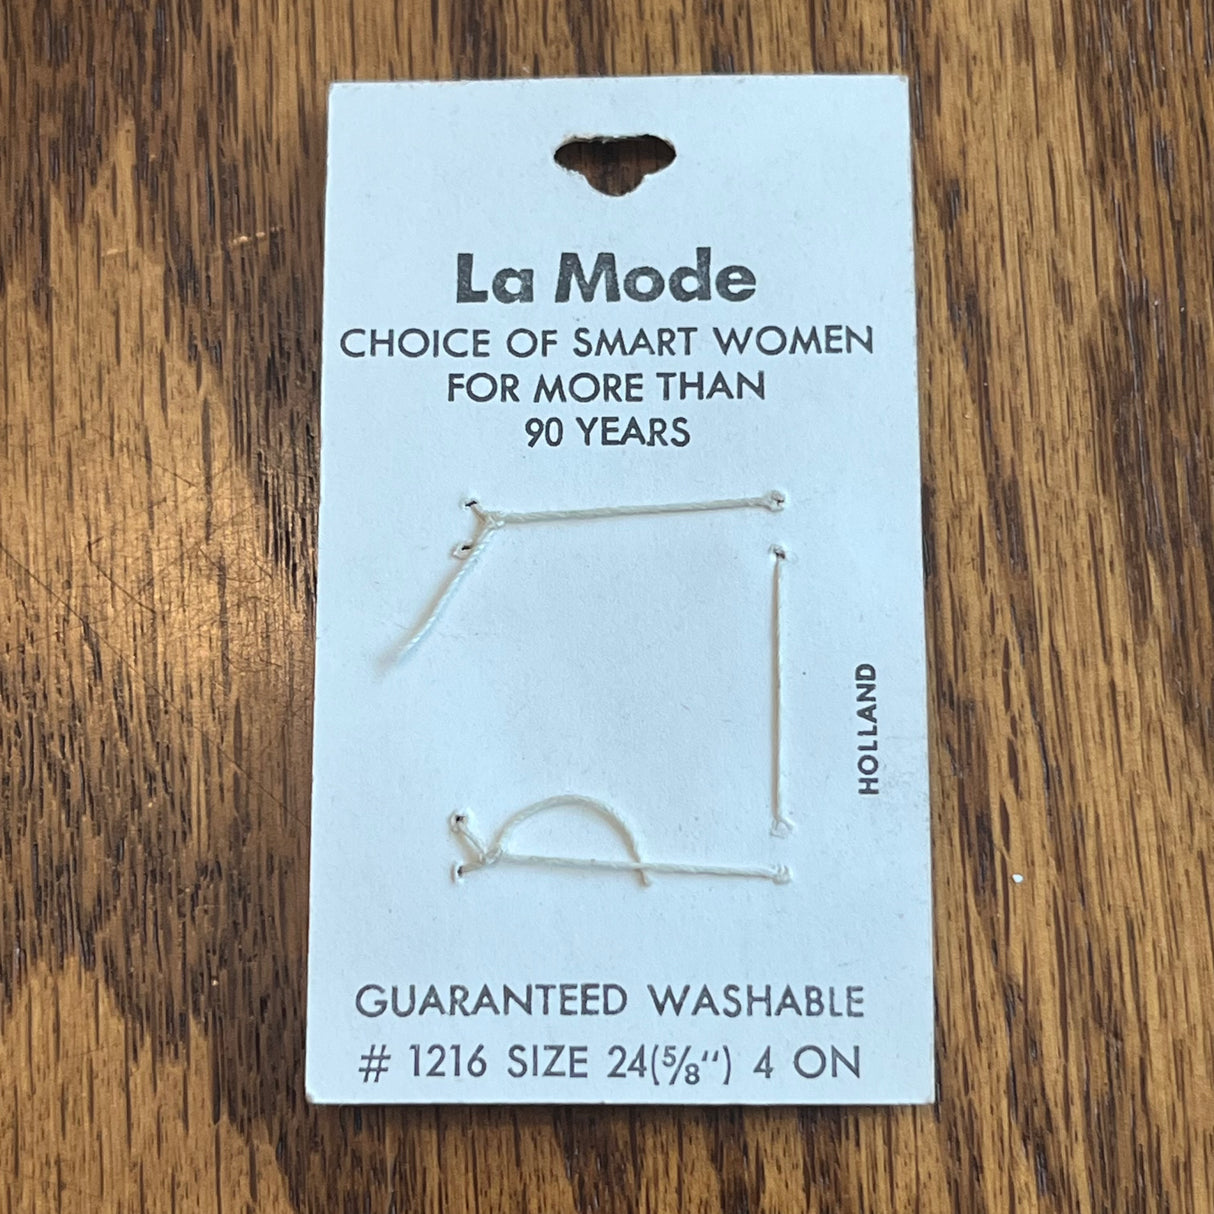 La Mode
CHOICE OF SMART WOMEN
FOR MORE THAN
90 YEARS
HOLLAND
GUARANTEED WASHABLE
# 1216 SIZE 24(⅝") 4 ON